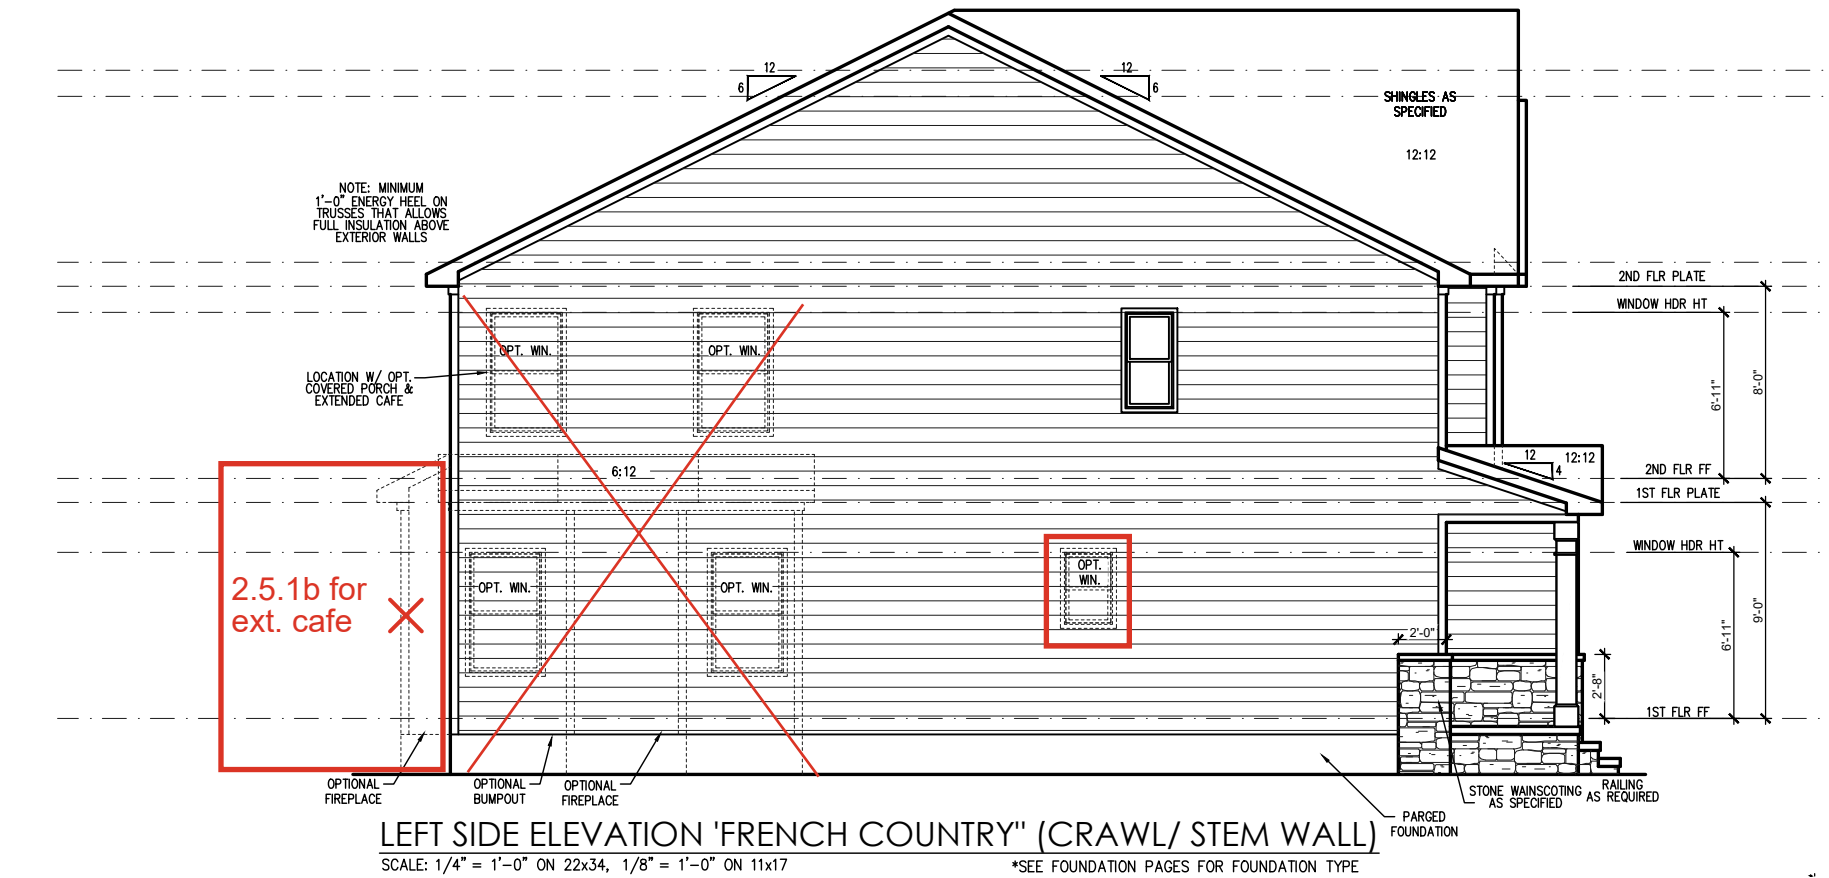 12
6
12
6
SHINGLES AS
SPECIFIED
12:12
NOTE: MINIMUM
1'-0" ENERGY HEEL ON
TRUSSES THAT ALLOWS
FULL INSULATION ABOVE
EXTERIOR WALLS
2ND FLR PLATE
WINDOW HDR HT
OPT. WIN.
OPT. WIN.
LOCATION W/ OPT.
COVERED PORCH &
EXTENDED CAFE
6'-11"
8'-0"
6:12
12
4
12:12
2ND FLR FF
1ST FLR PLATE
WINDOW HDR HT
2.5.1b for
ext. cafe
OPT. WIN.
OPT. WIN.
OPT.
WIN.
2'-0"
6'-11"
9'-0"
2'-8"
1ST FLR FF
OPTIONAL
FIREPLACE
OPTIONAL
BUMPOUT
OPTIONAL
FIREPLACE
STONE WAINSCOTING
AS SPECIFIED
RAILING
AS REQUIRED
PARGED
FOUNDATION
LEFT SIDE ELEVATION 'FRENCH COUNTRY" (CRAWL/ STEM WALL)
SCALE: 1/4" = 1'-0" ON 22x34, 1/8" = 1'-0" ON 11x17
*SEE FOUNDATION PAGES FOR FOUNDATION TYPE